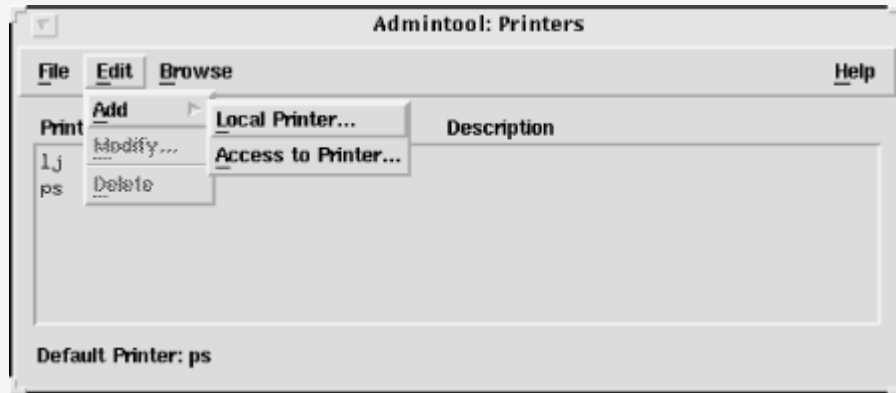 Admintool: Printers
File Edit Browse Help
Add
Local Printer...
Print Description
Modify...
Access to Printer...
lj
Delete
ps
Default Printer: ps